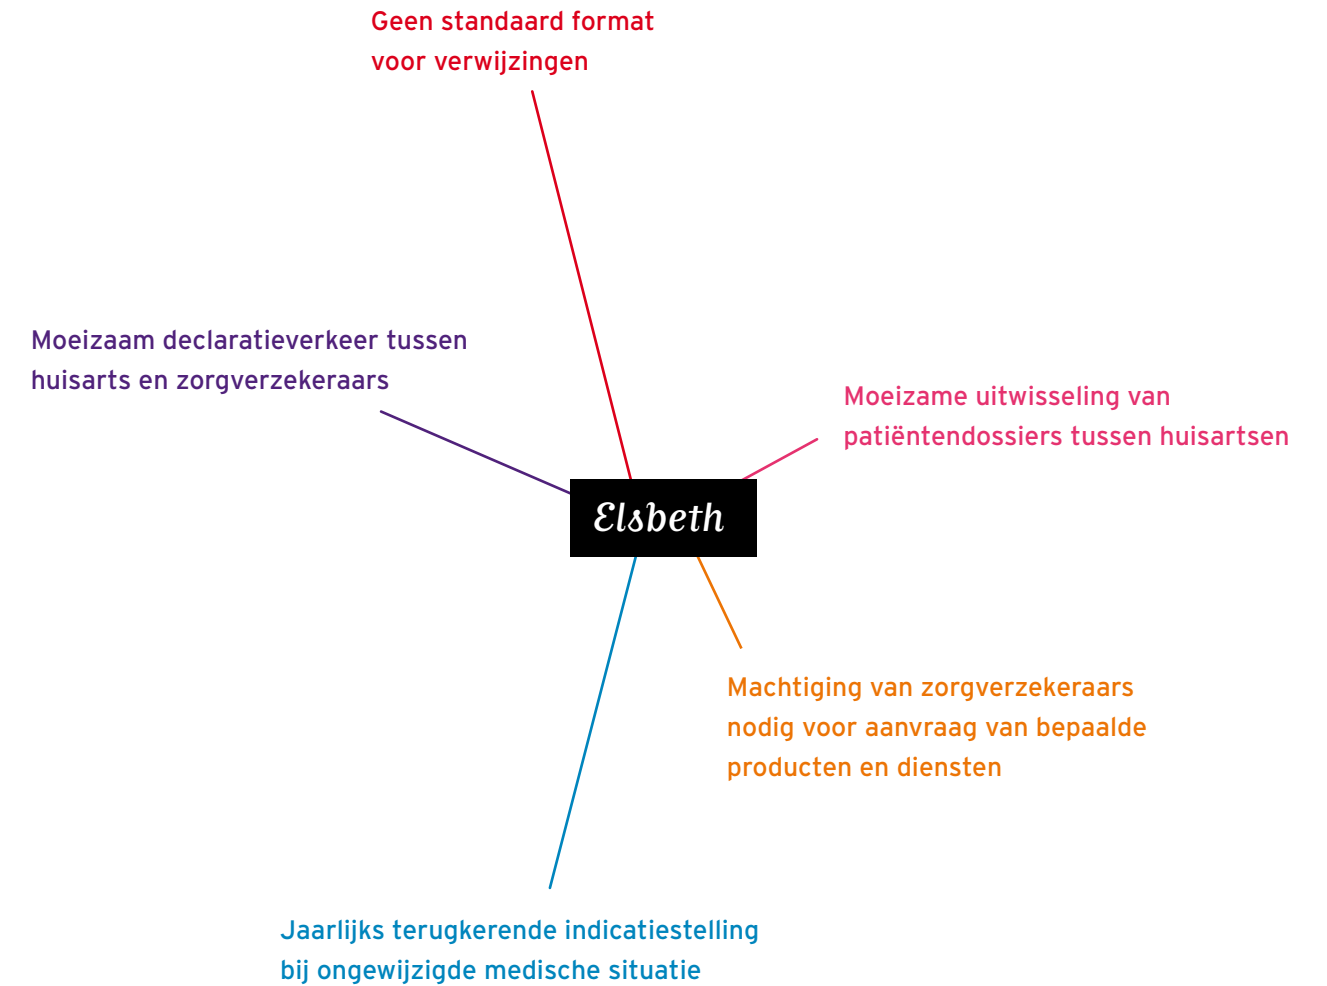 Geen standaard format
voor verwijzingen
Moeizaam declaratieverkeer tussen
huisarts en zorgverzekeraars
Moeizame uitwisseling van
patiëntendossiers tussen huisartsen
Elsbeth
Machtiging van zorgverzekeraars
nodig voor aanvraag van bepaalde
producten en diensten
Jaarlijks terugkerende indicatiestelling
bij ongewijzigde medische situatie